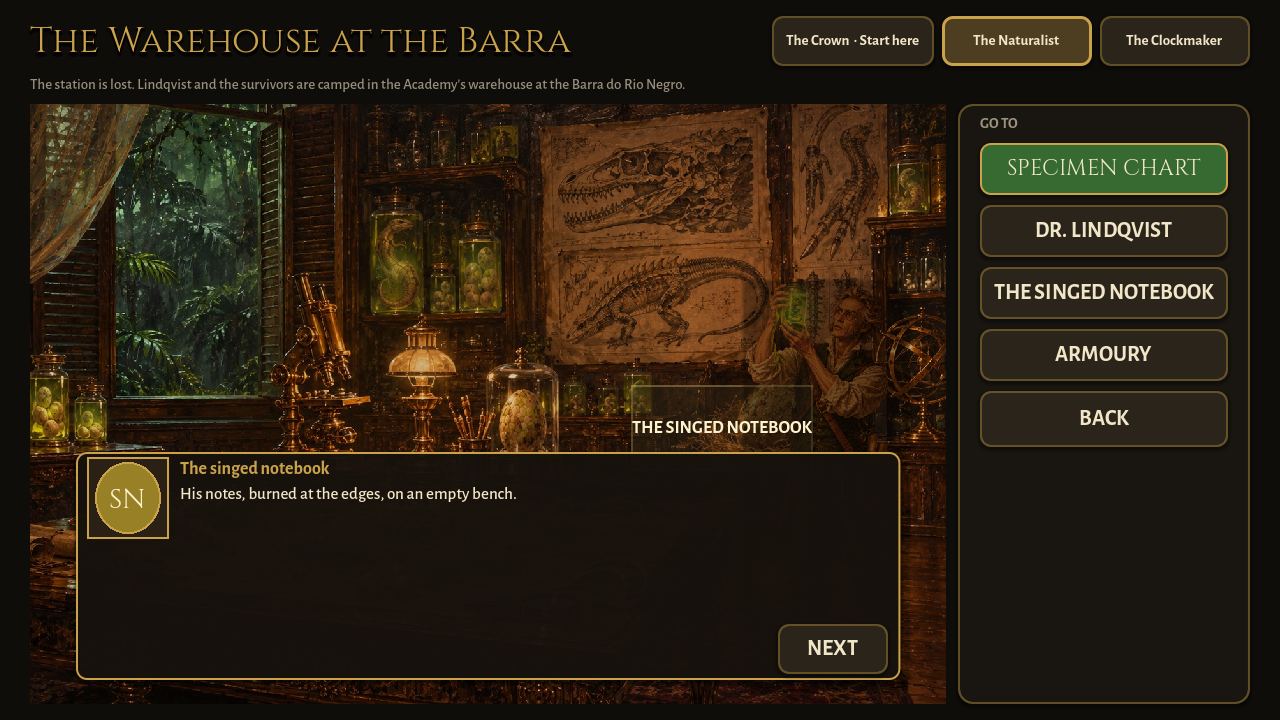 The Warehouse at the Barra
The Crown · Start here
The Naturalist
The Clockmaker
The station is lost. Lindqvist and the survivors are camped in the Academy's warehouse at the Barra do Rio Negro.
GO TO
SPECIMEN CHART
DR. LINDQVIST
THE SINGED NOTEBOOK
ARMOURY
BACK
THE SINGED NOTEBOOK
SN
The singed notebook
His notes, burned at the edges, on an empty bench.
NEXT